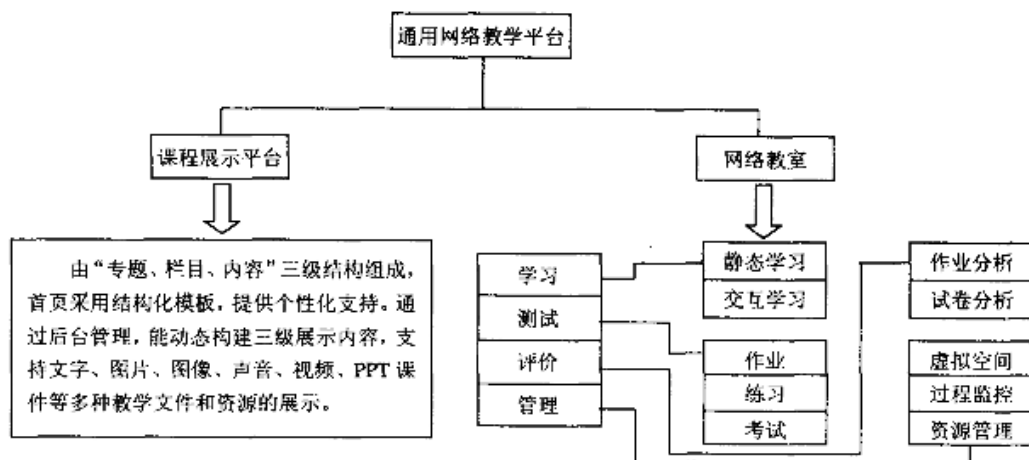 通用网络教学平台
课程展示平台
网络教室
由“专题、栏目、内容”三级结构组成，
首页采用结构化模板，提供个性化支持。通
过后台管理，能动态构建三级展示内容，支
持文字、图片、图像、声音、视频、PPT 课
件等多种教学文件和资源的展示。
学习
测试
评价
管理
静态学习
交互学习
作业
练习
考试
作业分析
试卷分析
虚拟空间
过程监控
资源管理